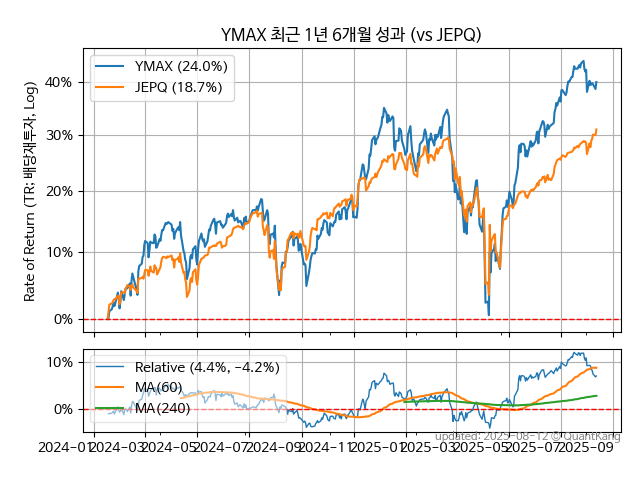 YMAX 최근 1년 6개월 성과 (vs JEPQ)
Rate of Return (TR: 배당재투자, Log)
40%
30%
20%
10%
0%
YMAX (24.0%)
JEPQ (18.7%)
10%
0%
Relative (4.4%, −4.2%)
MA(60)
MA(240)
2024-01
2024-03
2024-05
2024-07
2024-09
2024-11
2025-01
2025-03
2025-05
2025-07
2025-09
updated: 2025-08-12 © QuantKang